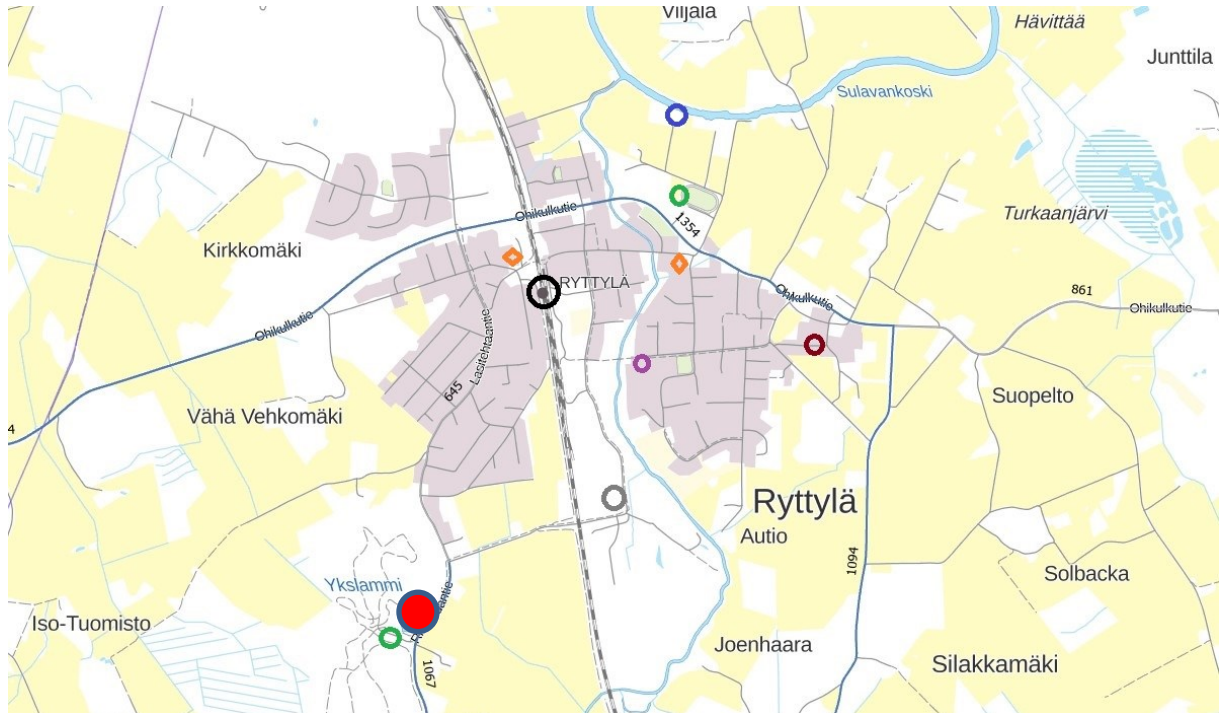 Viljala
Hävittää
Junttila
Sulavankoski
Turkaanjärvi
Ohikulkutie
1354
Kirkkomäki
RYTTYLÄ
861
Ohikulkutie
Ohikulkutie
Ohikulkutie
Lasitehtaantie
645
Vähä Vehkomäki
4
Suopelto
Ryttylä
Autio
1094
Solbacka
Ykslammi
Iso-Tuomisto
Joenhaara
Silakkamäki
1067